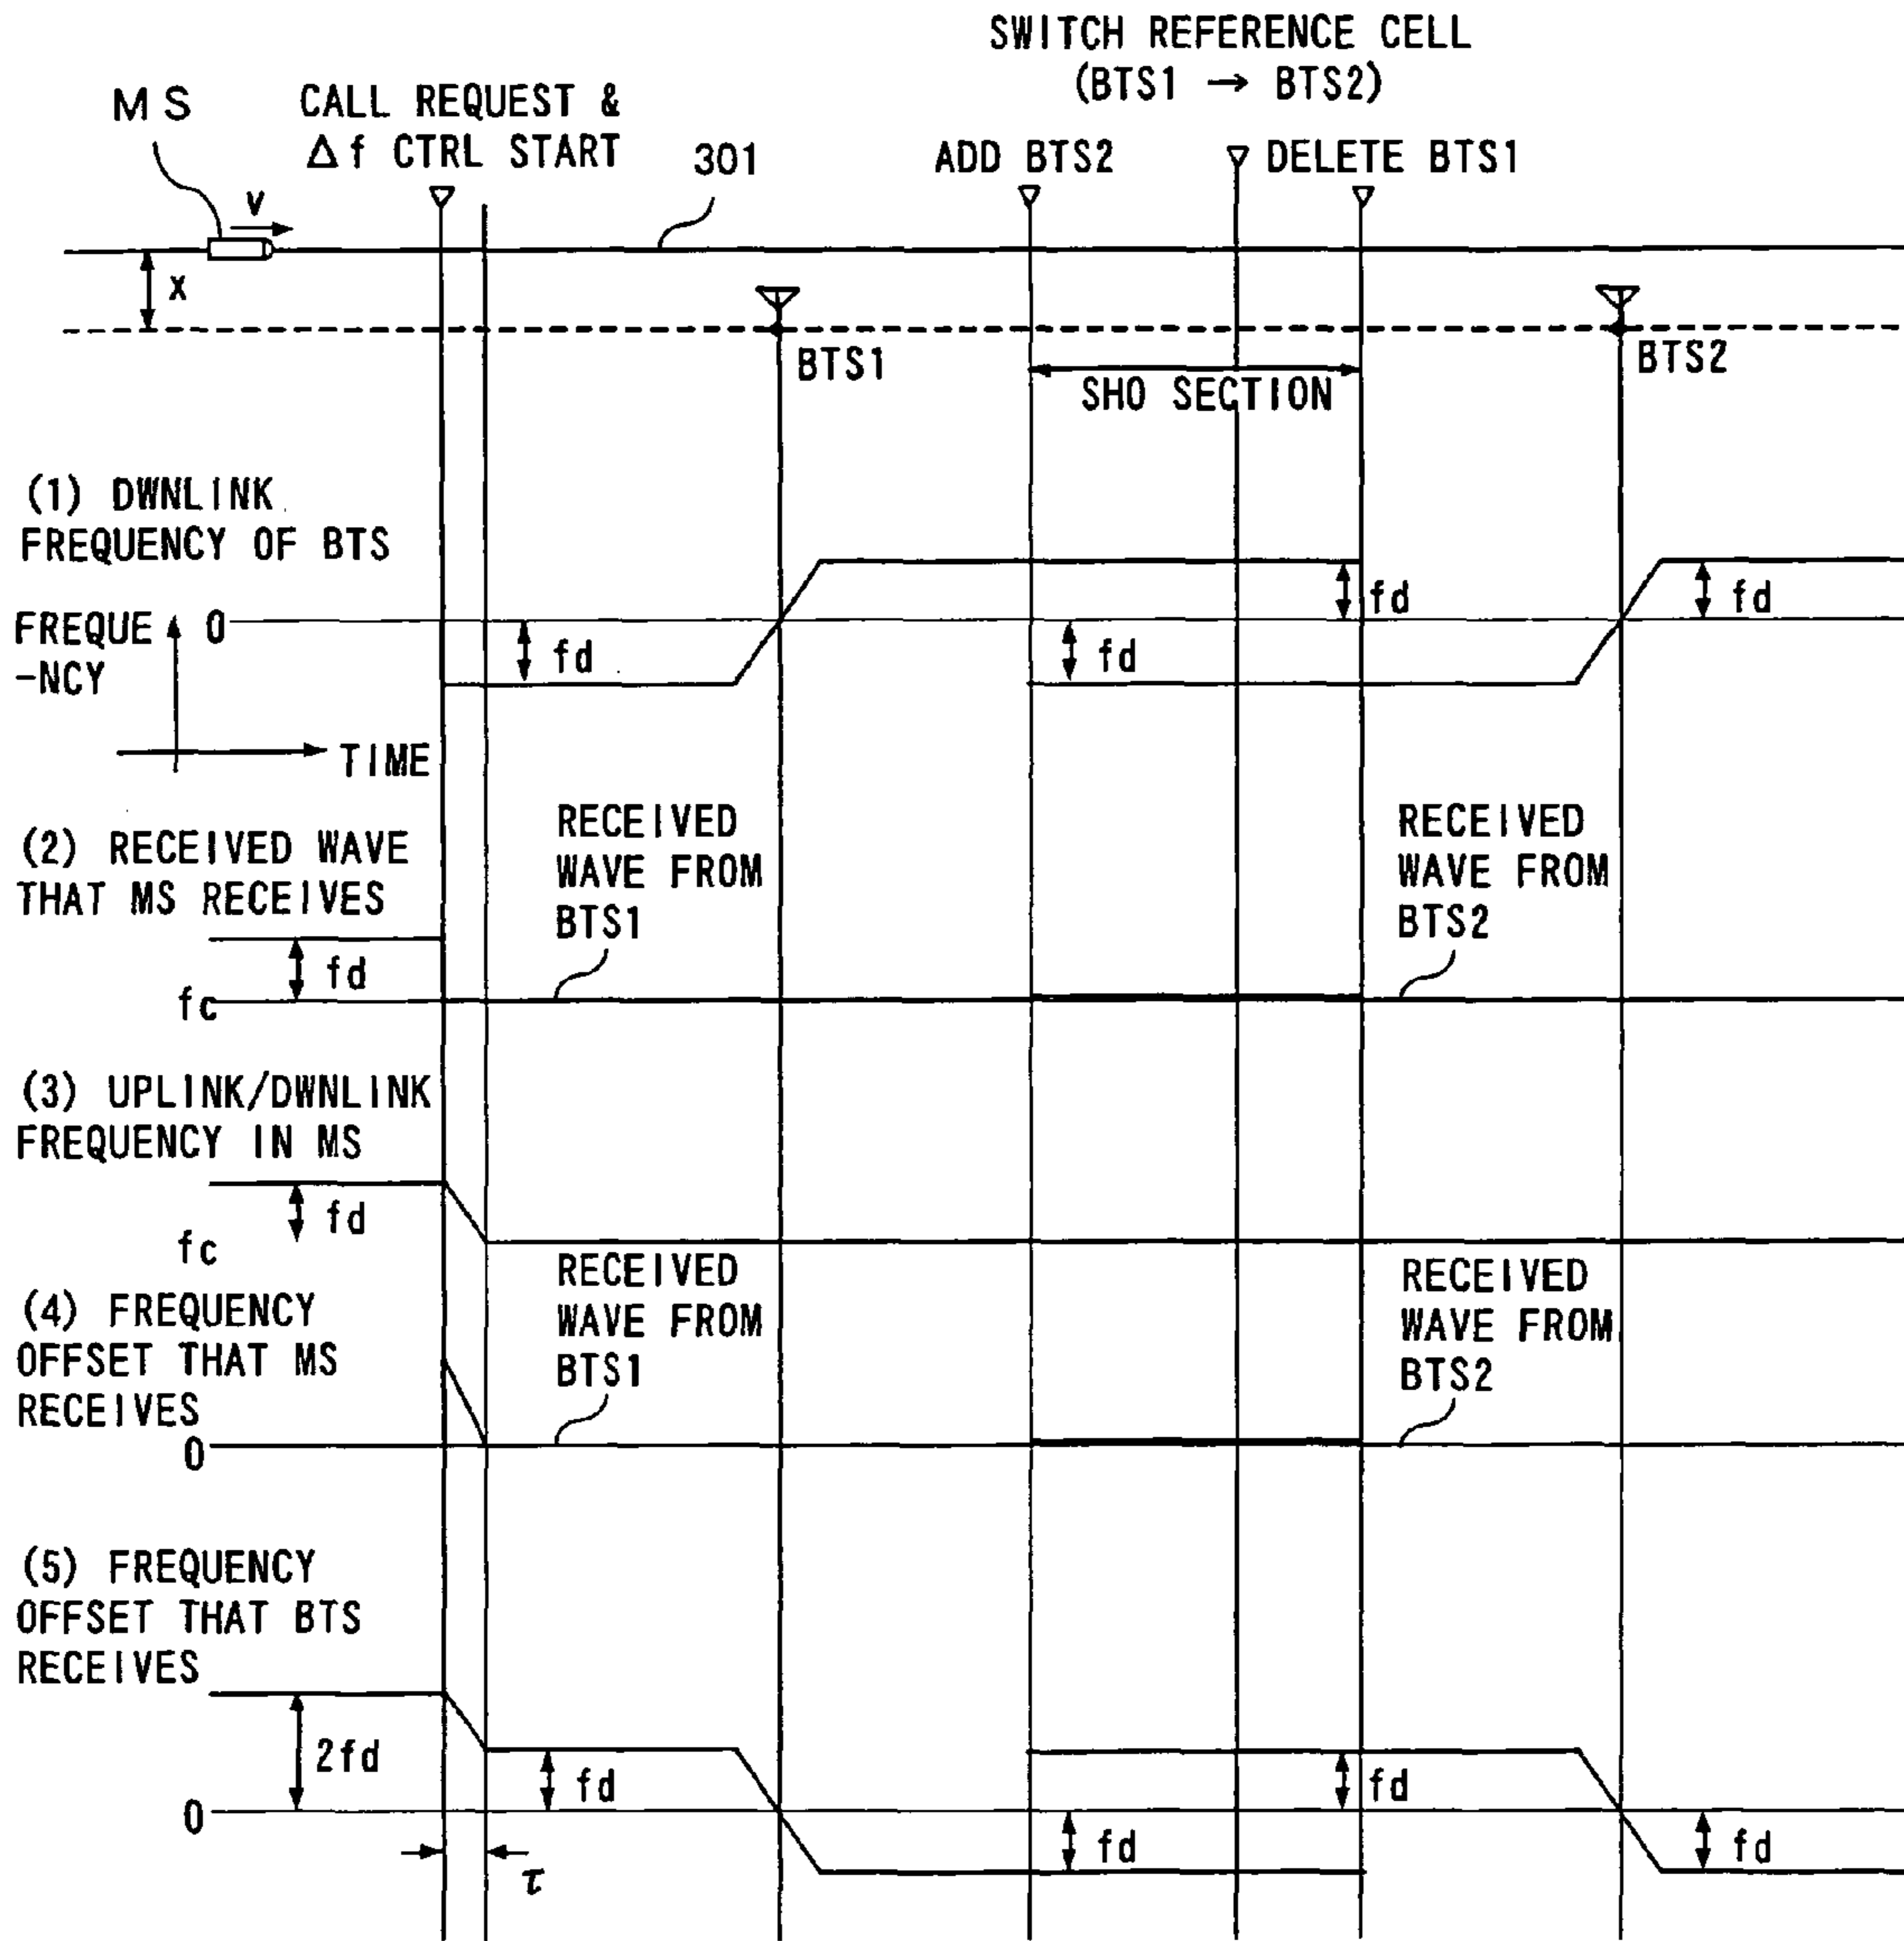 SWITCH REFERENCE CELL
(BTS1 → BTS2)
MS
CALL REQUEST &
Δf CTRL START
301
ADD BTS2
DELETE BTS1
V
x
BTS1
BTS2
SHO SECTION
(1) DWNLINK
FREQUENCY OF BTS
FREQUE
-NCY
0
fd
fd
fd
fd
TIME
(2) RECEIVED WAVE
THAT MS RECEIVES
RECEIVED
WAVE FROM
BTS1
RECEIVED
WAVE FROM
BTS2
fd
fc
(3) UPLINK/DWNLINK
FREQUENCY IN MS
fd
fc
(4) FREQUENCY
OFFSET THAT MS
RECEIVES
RECEIVED
WAVE FROM
BTS1
RECEIVED
WAVE FROM
BTS2
0
(5) FREQUENCY
OFFSET THAT BTS
RECEIVES
2fd
fd
fd
0
fd
fd
τ